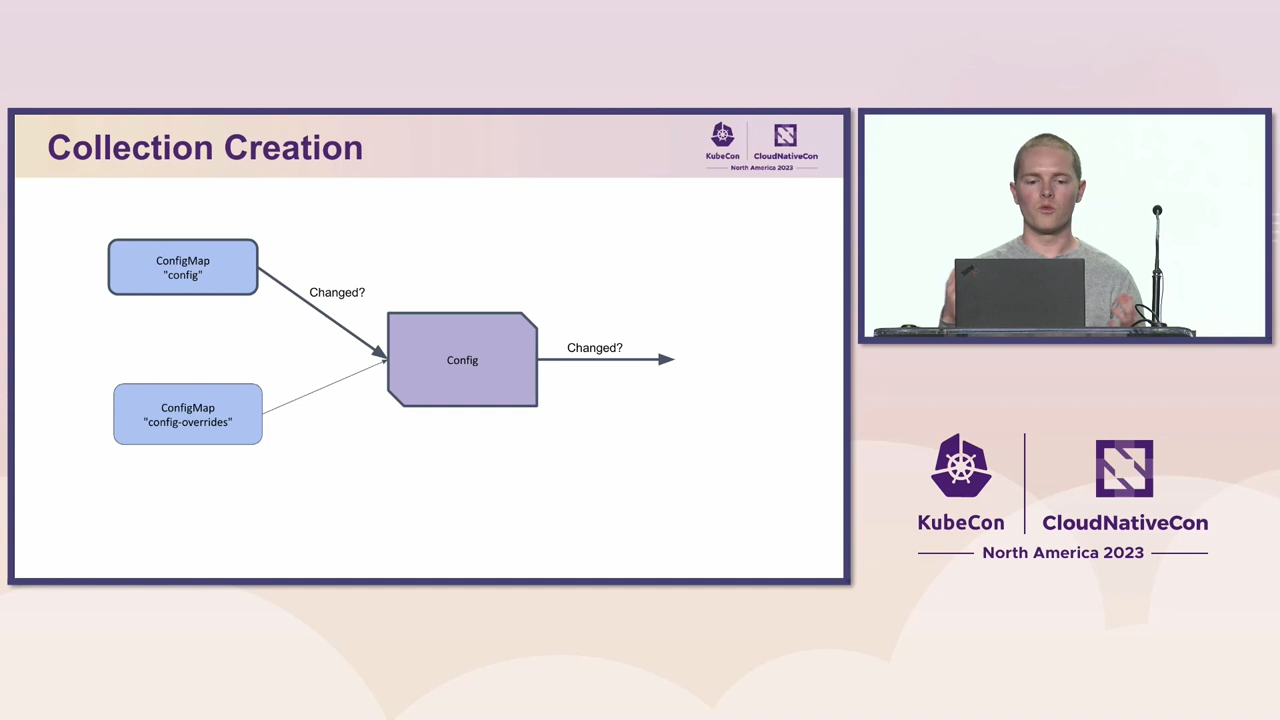 Collection Creation
KubeCon
CloudNativeCon
North America 2023
ConfigMap
"config"
Changed?
Config
Changed?
ConfigMap
"config-overrides"
KubeCon
CloudNativeCon
North America 2023